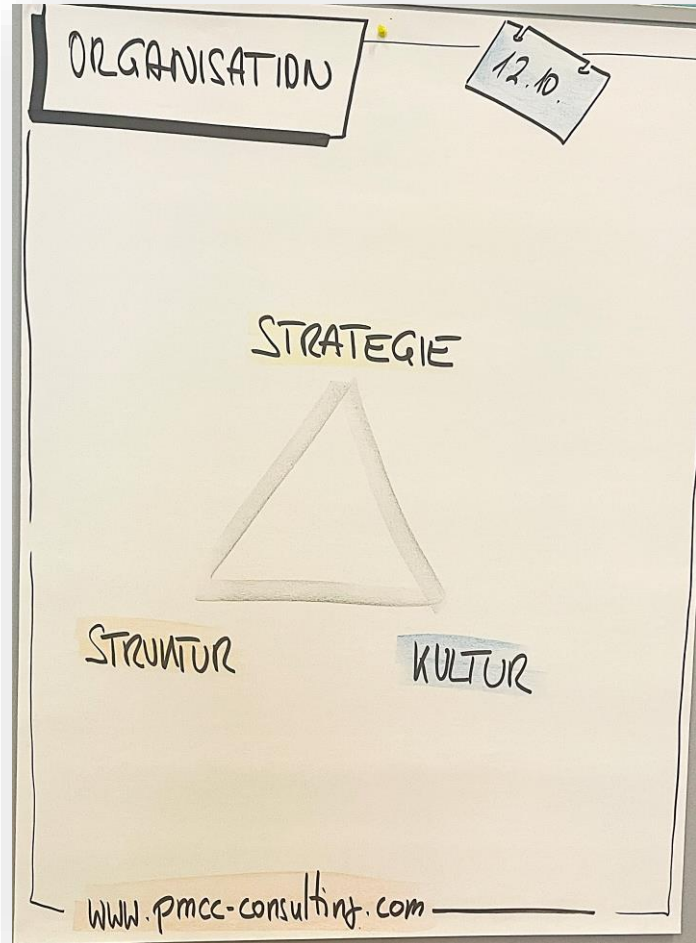 ORGANISATION
12.10.
STRATEGIE
STRUKTUR
KULTUR
www.pmcc-consulting.com